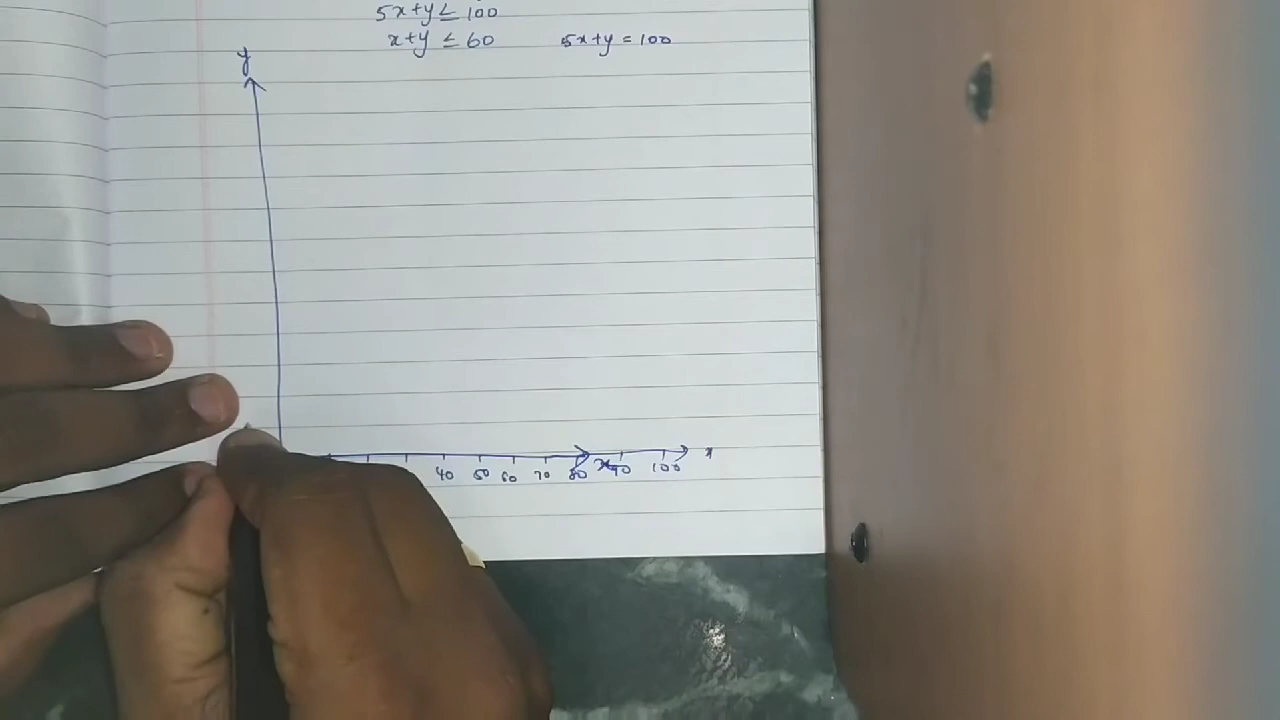 5x+y ≤ 100
x+y ≤ 60 5x+y = 100
y
40 50 60 70 80 x 90 100 x